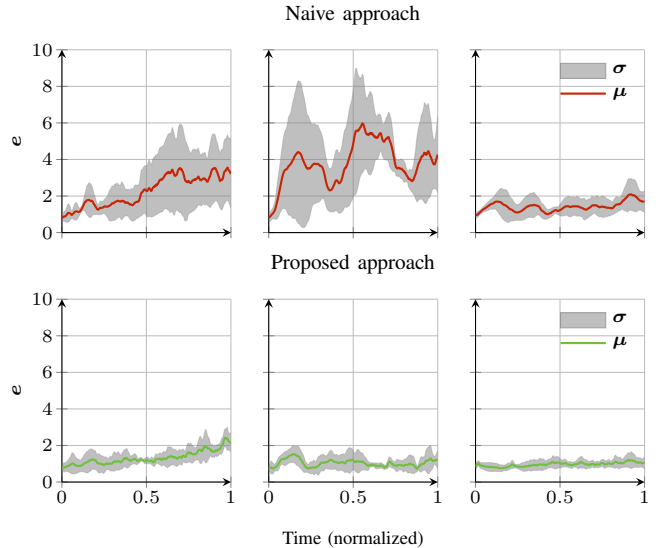 Naive approach
10
8
6
4
2
0
e
σ
μ
Proposed approach
10
8
6
4
2
0
e
σ
μ
0 0.5 1 0 0.5 1 0 0.5 1
Time (normalized)